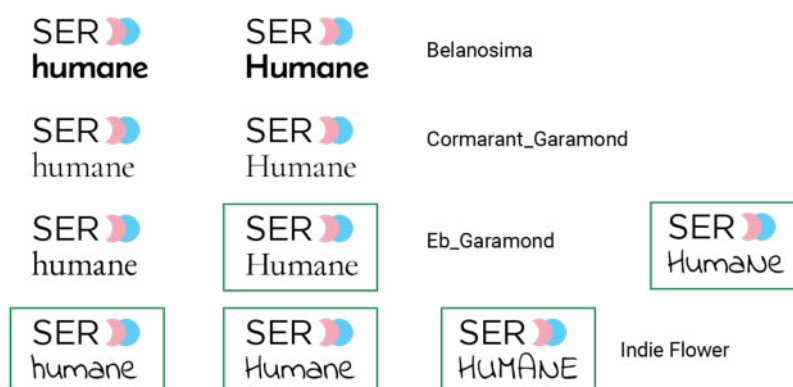 SER SER
humane Humane Belanosima
SER SER
humane Humane Cormarant_Garamond
SER SER SER
humane Humane Eb_Garamond HumaNe
SER SER SER
humane Humane HUMANE Indie Flower